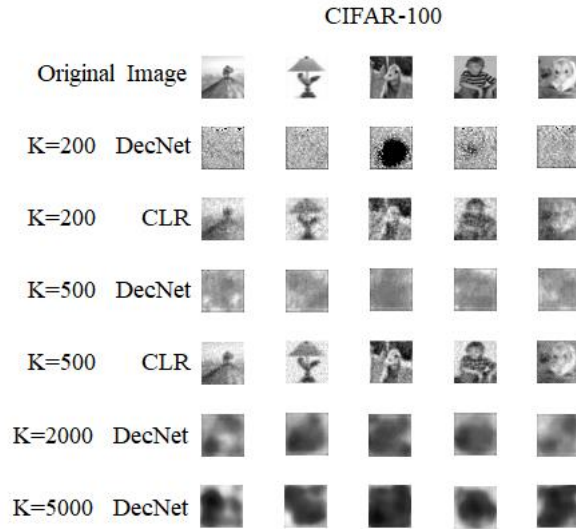 CIFAR-100
Original Image
K=200 DecNet
K=200 CLR
K=500 DecNet
K=500 CLR
K=2000 DecNet
K=5000 DecNet